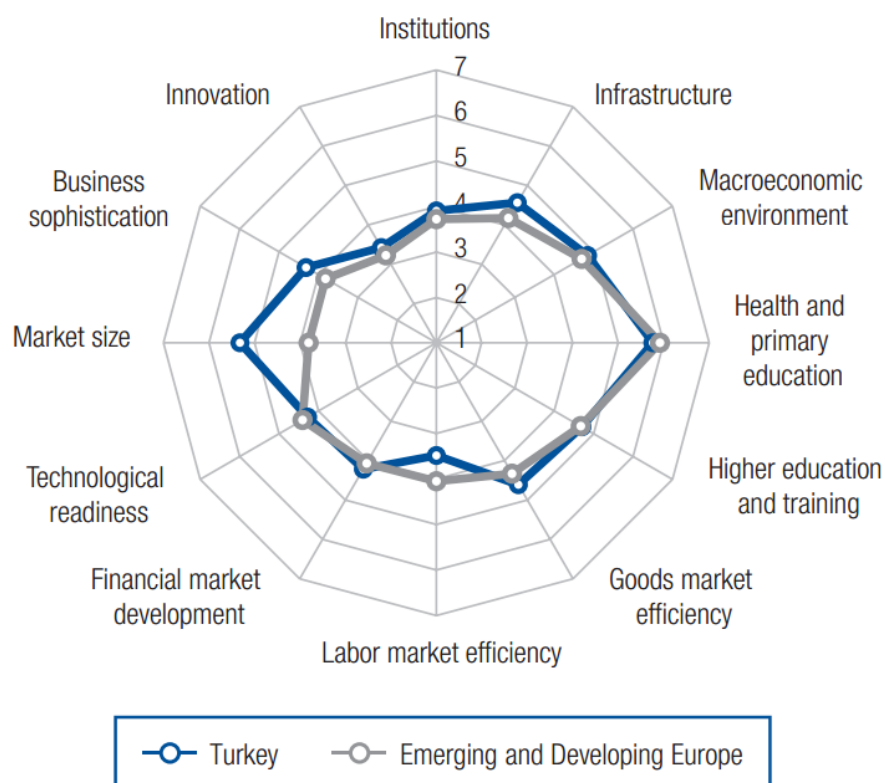 Institutions
7
6
5
4
3
2
1
Infrastructure
Macroeconomic
environment
Health and
primary
education
Higher education
and training
Goods market
efficiency
Labor market efficiency
Financial market
development
Technological
readiness
Market size
Business
sophistication
Innovation
Turkey
Emerging and Developing Europe